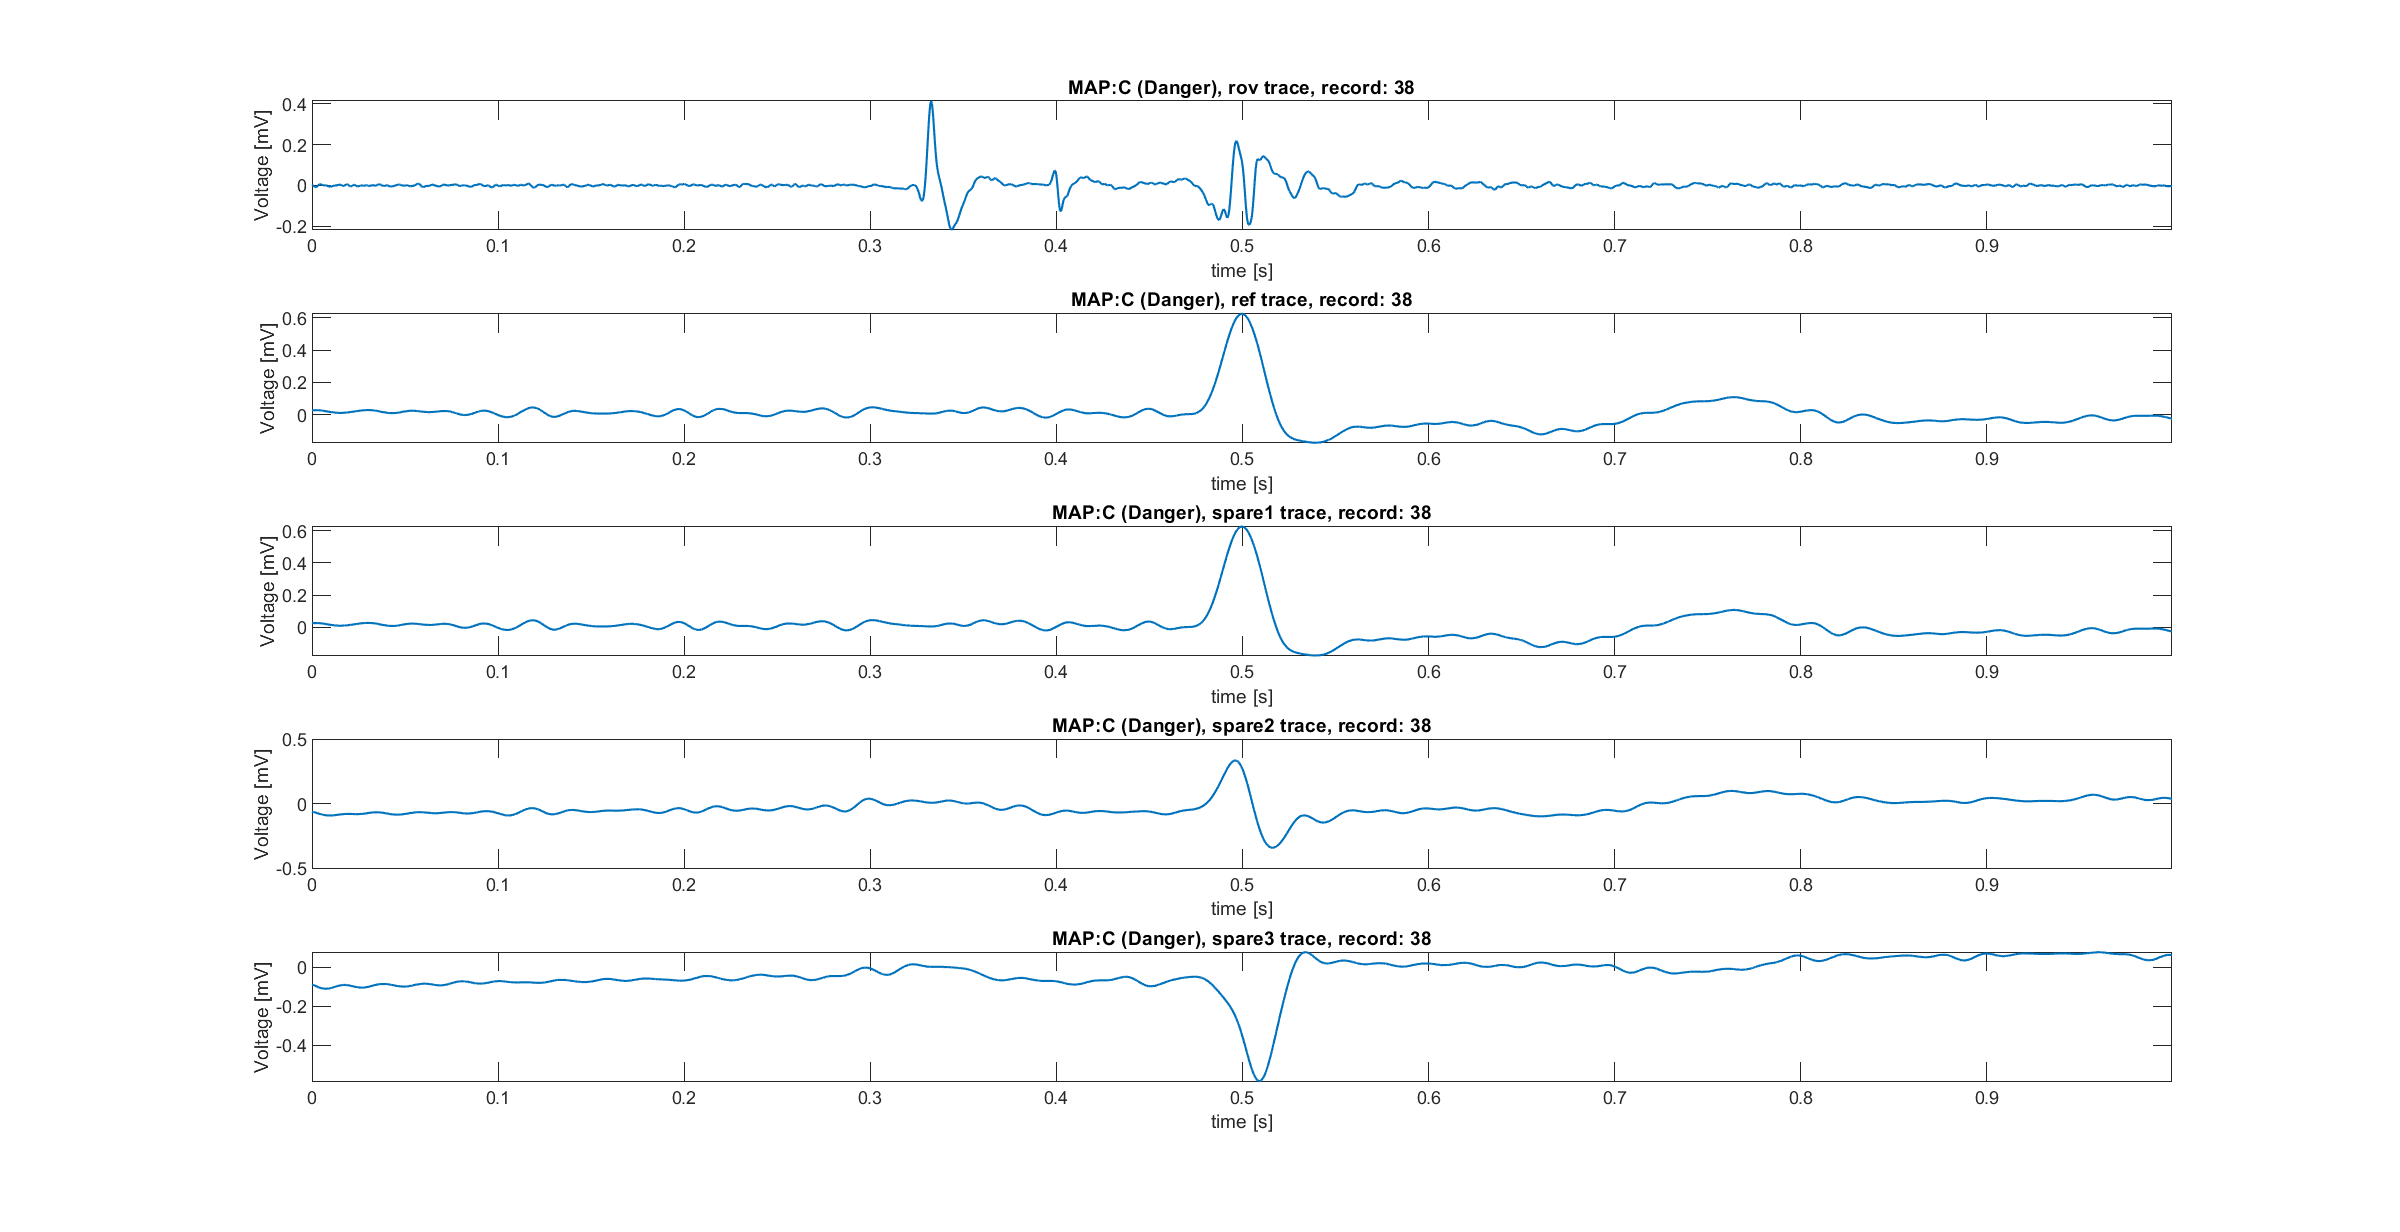 MAP:C (Danger), rov trace, record: 38
Voltage [mV]
0.4
0.2
0
-0.2
0 0.1 0.2 0.3 0.4 0.5 0.6 0.7 0.8 0.9
time [s]
MAP:C (Danger), ref trace, record: 38
Voltage [mV]
0.6
0.4
0.2
0
0 0.1 0.2 0.3 0.4 0.5 0.6 0.7 0.8 0.9
time [s]
MAP:C (Danger), spare1 trace, record: 38
Voltage [mV]
0.6
0.4
0.2
0
0 0.1 0.2 0.3 0.4 0.5 0.6 0.7 0.8 0.9
time [s]
MAP:C (Danger), spare2 trace, record: 38
Voltage [mV]
0.5
0
-0.5
0 0.1 0.2 0.3 0.4 0.5 0.6 0.7 0.8 0.9
time [s]
MAP:C (Danger), spare3 trace, record: 38
Voltage [mV]
0
-0.2
-0.4
0 0.1 0.2 0.3 0.4 0.5 0.6 0.7 0.8 0.9
time [s]